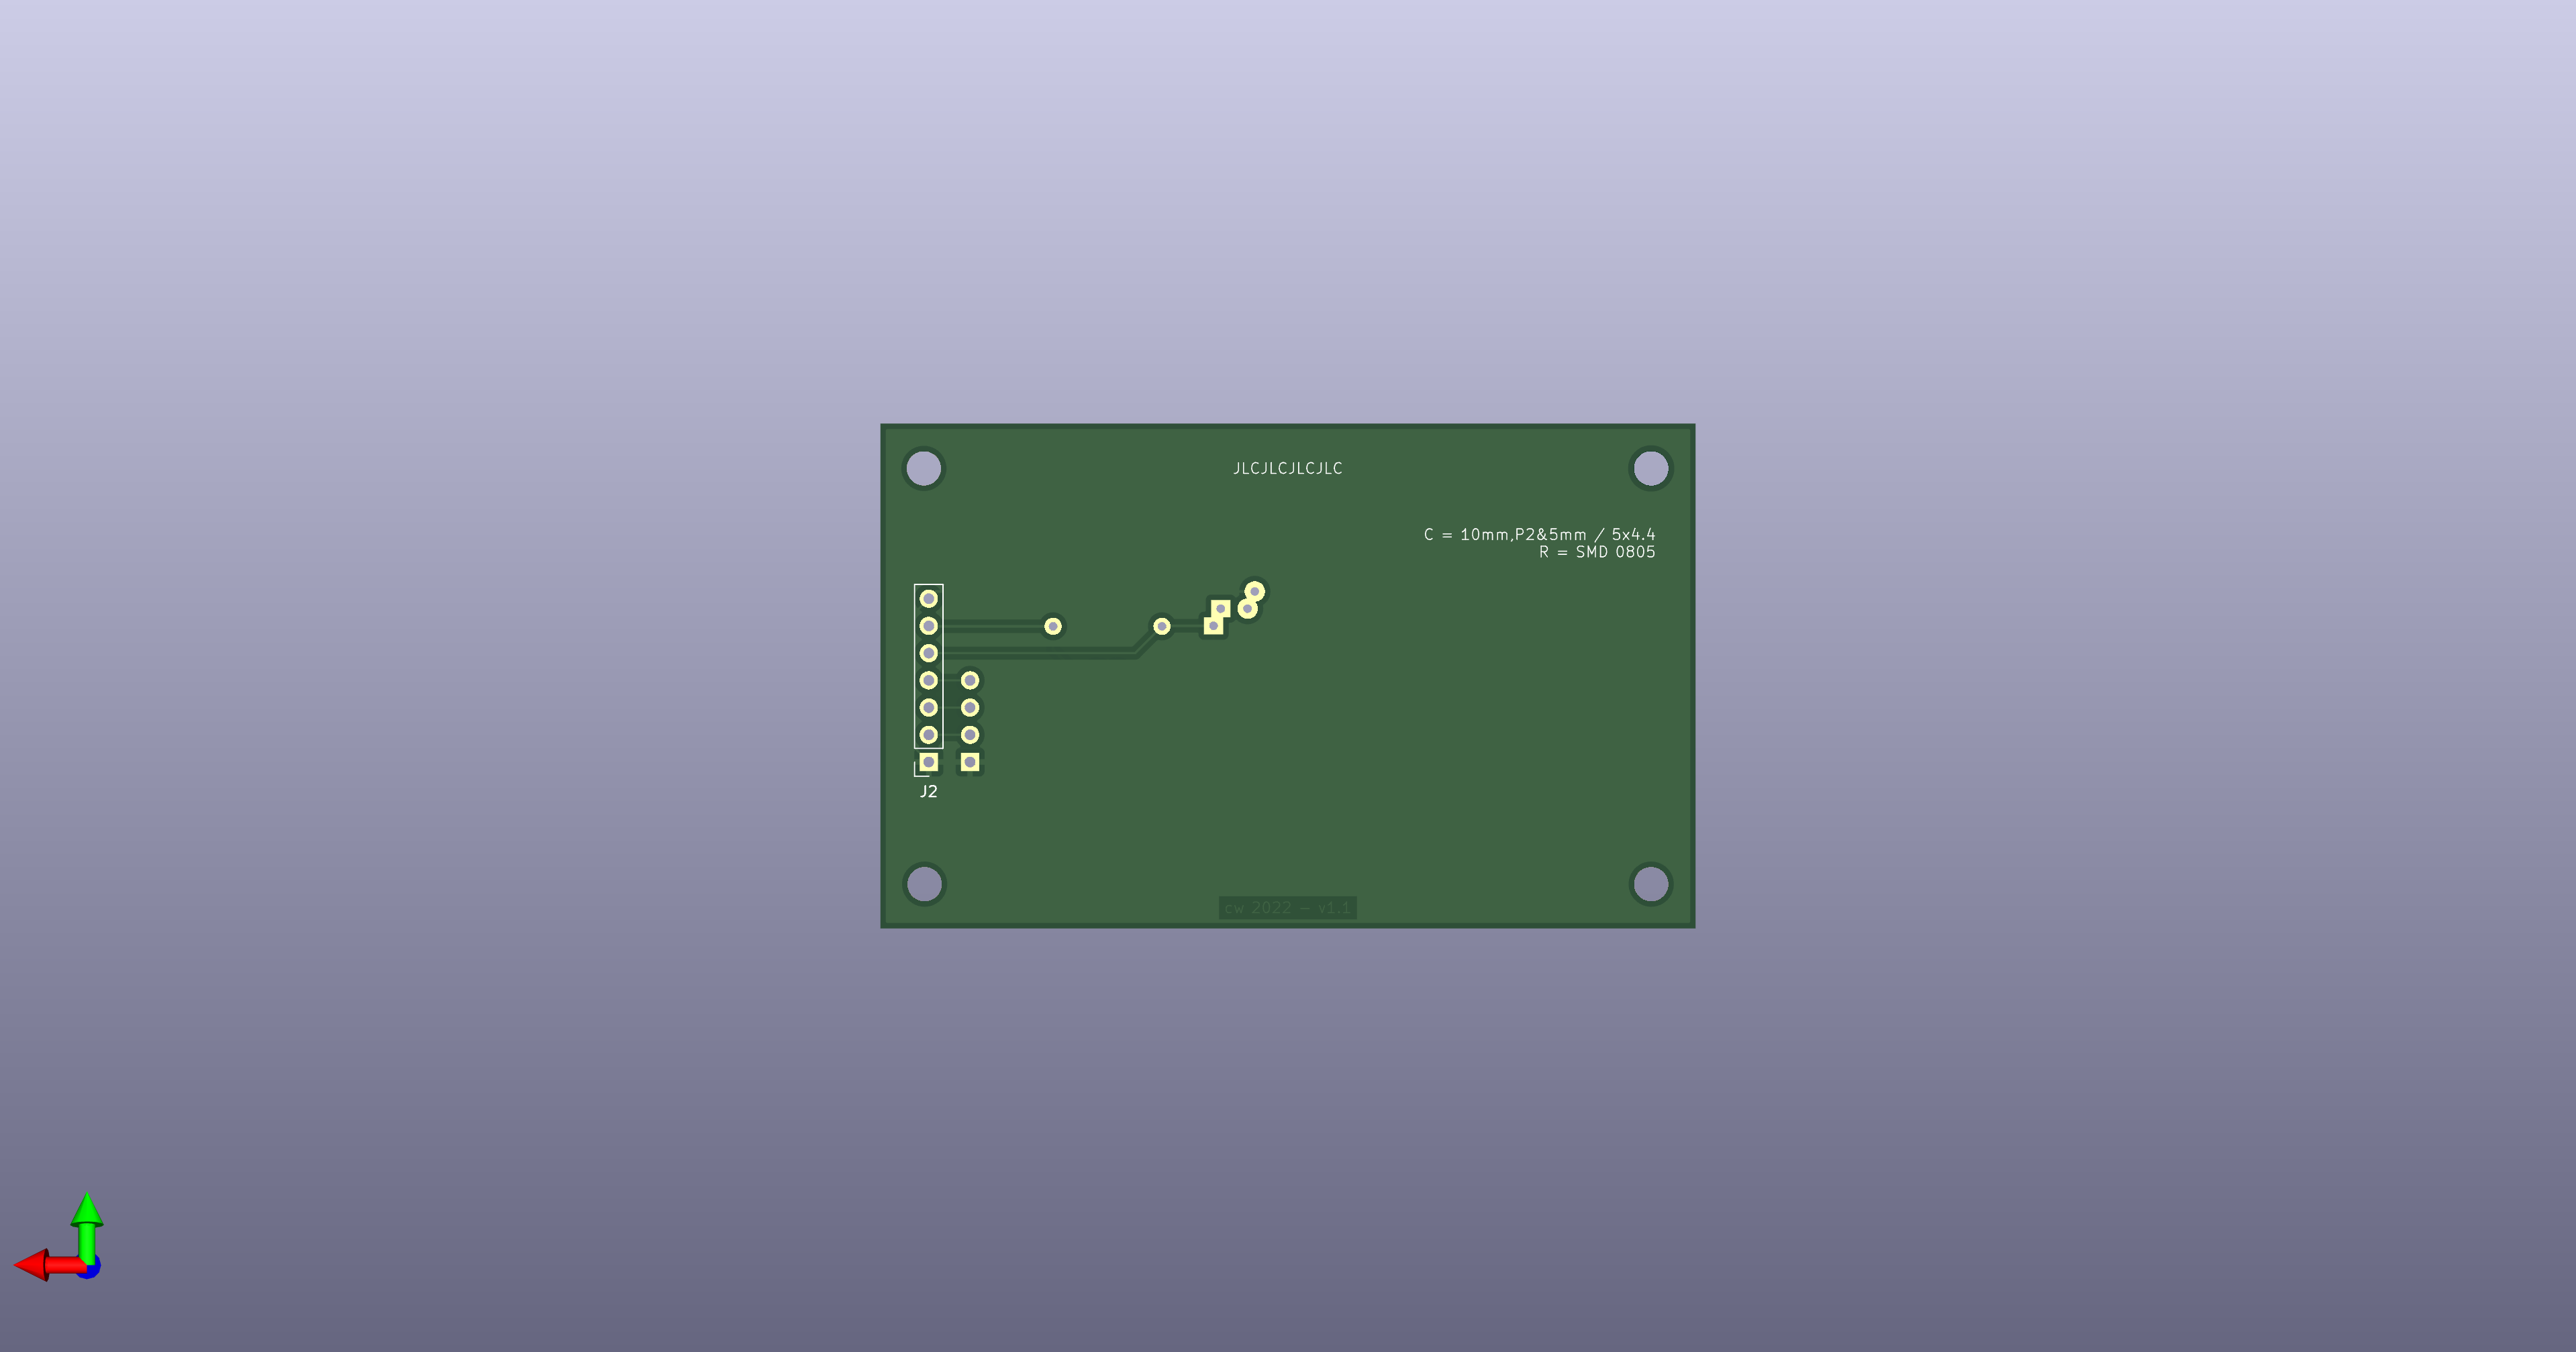 JLCJLCJLCJLC
C = 10mm,P2&5mm / 5x4.4
R = SMD 0805
J2
cw 2022 – v1.1